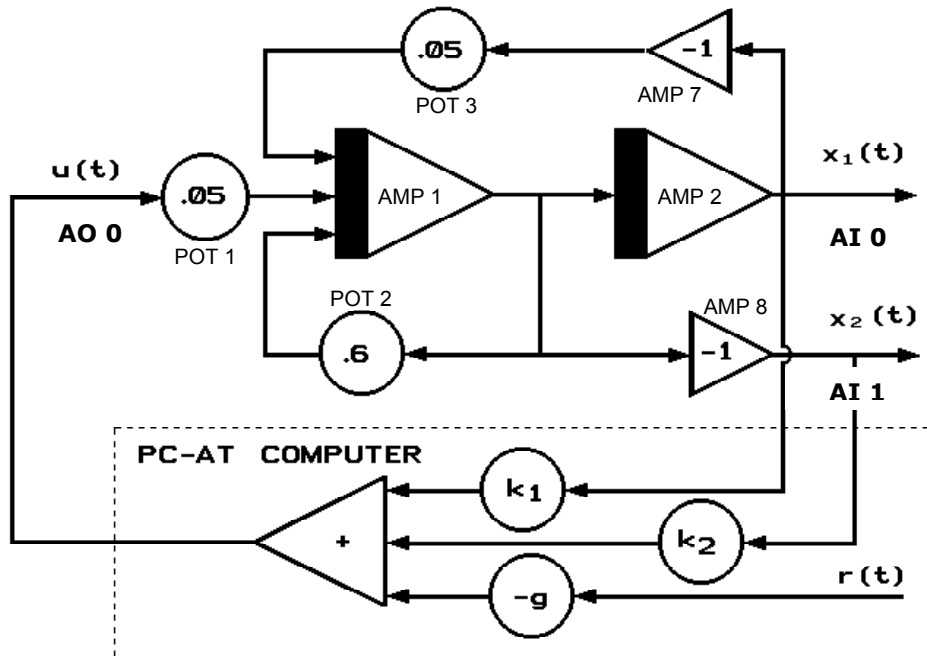 .05
POT 3
-1
AMP 7
u(t)
AO 0
.05
POT 1
AMP 1
AMP 2
x₁(t)
AI 0
POT 2
.6
AMP 8
-1
x₂(t)
AI 1
PC-AT COMPUTER
k₁
+
k₂
-g
r(t)